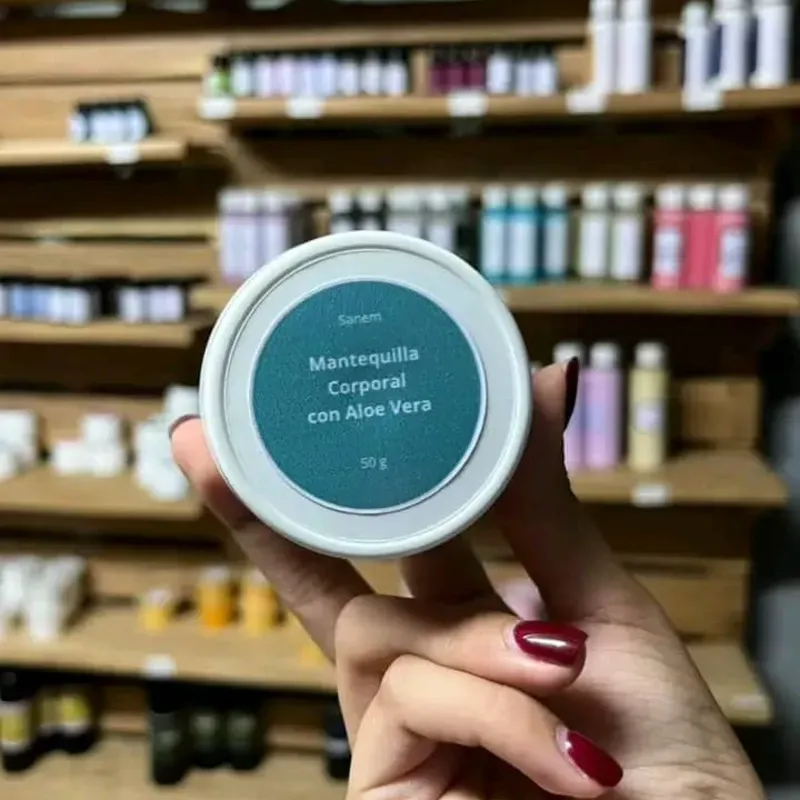 Sanem
Mantequilla
Corporal
con Aloe Vera
50 g